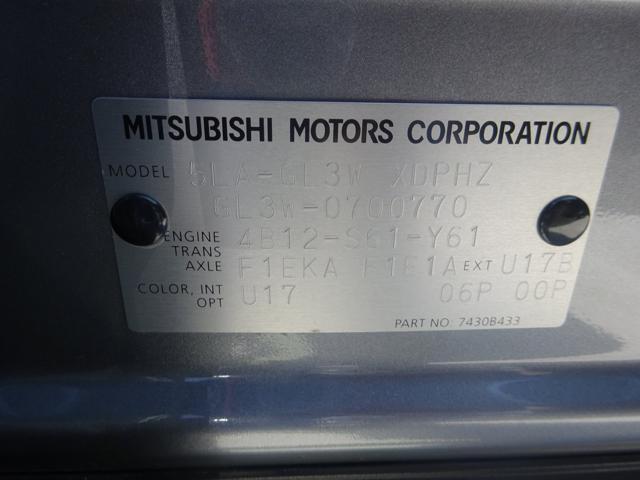 MITSUBISHI MOTORS CORPORATION
MODEL 5LA-GL3W XDPHZ
GL3W-0700770
ENGINE 4B12-S61-Y61
TRANS AXLE F1EKA F1E1A EXT U17B
COLOR, INT OPT U17 06P 00P
PART NO. 7430B433